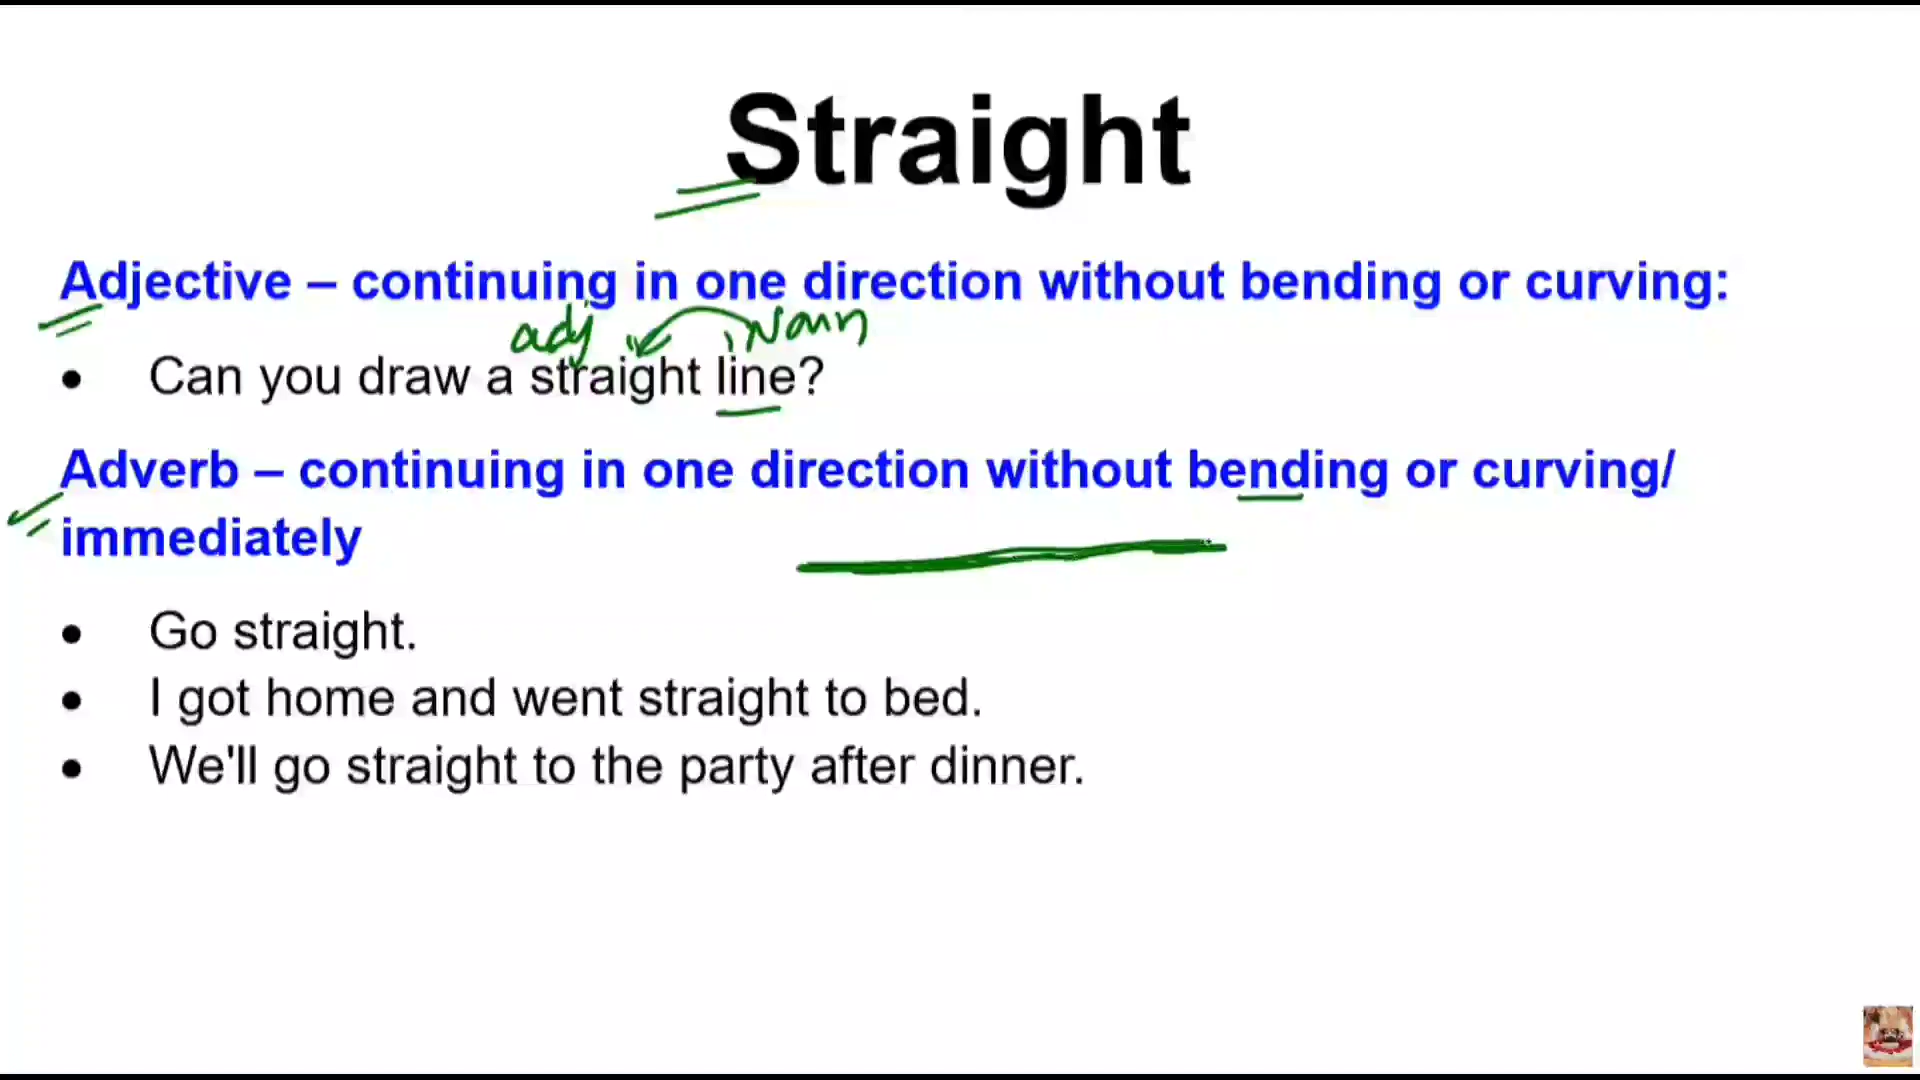 Straight
Adjective – continuing in one direction without bending or curving:
adj Noun
• Can you draw a straight line?
Adverb – continuing in one direction without bending or curving/
immediately
• Go straight.
• I got home and went straight to bed.
• We'll go straight to the party after dinner.